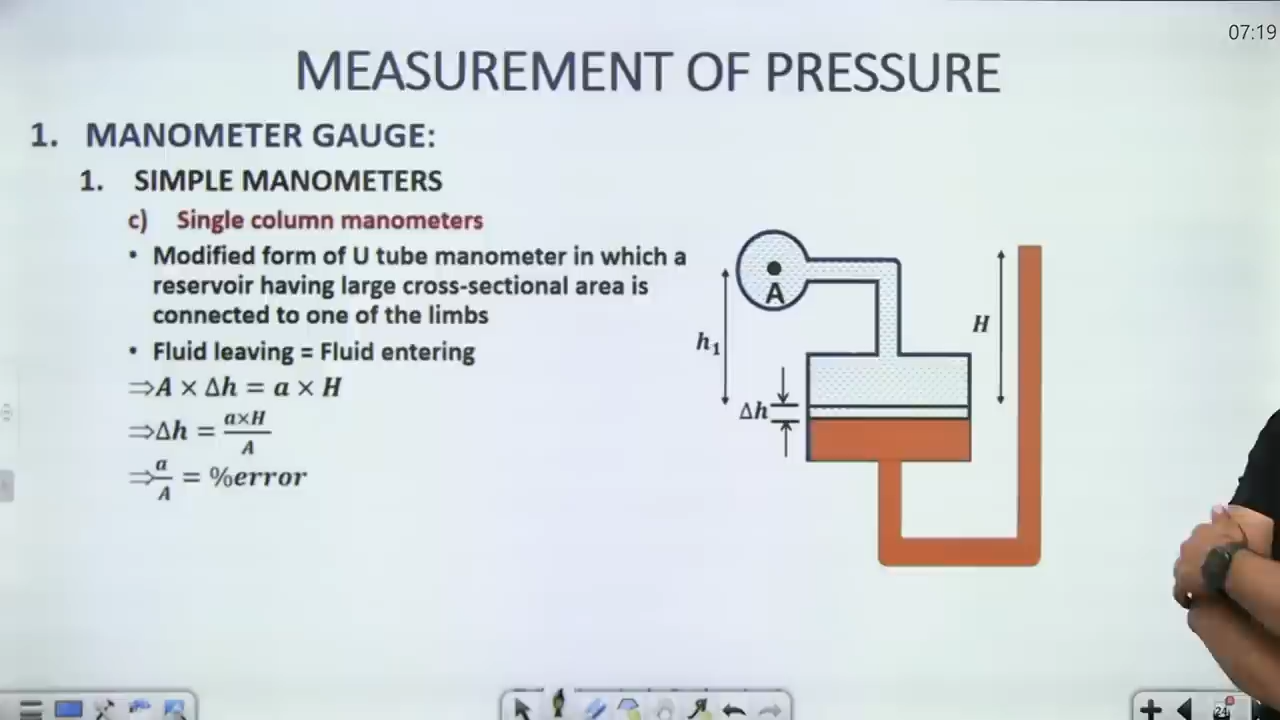 07:19
MEASUREMENT OF PRESSURE
1. MANOMETER GAUGE:
1. SIMPLE MANOMETERS
c) Single column manometers
• Modified form of U tube manometer in which a
reservoir having large cross-sectional area is
connected to one of the limbs
• Fluid leaving = Fluid entering
⇒A × Δh = a × H
⇒Δh = a×H/A
⇒a/A = %error
A
h₁
Δh
H
24